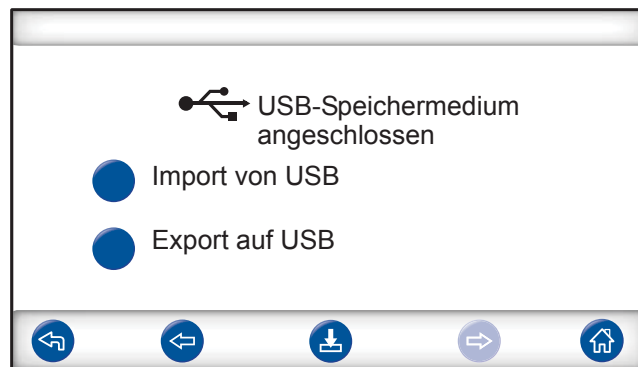 USB-Speichermedium
angeschlossen
Import von USB
Export auf USB